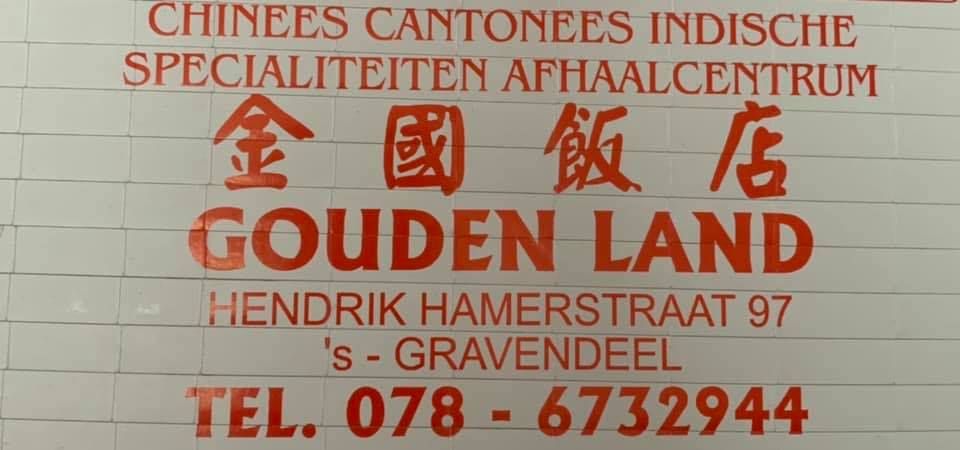 CHINEES CANTONEES INDISCHE
SPECIALITEITEN AFHAALCENTRUM
金國飯店
GOUDEN LAND
HENDRIK HAMERSTRAAT 97
's - GRAVENDEEL
TEL. 078 - 6732944